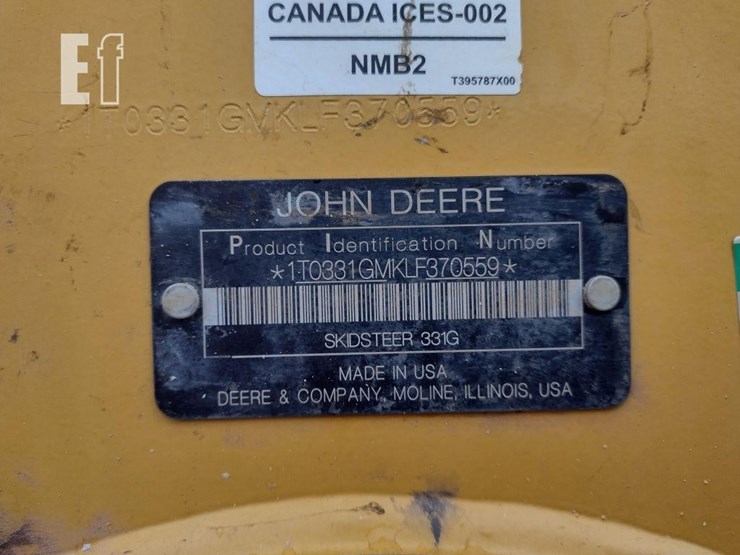 Ef
CANADA ICES-002
NMB2
T395787X00
*1T0331GVKLF370559*
JOHN DEERE
Product Identification Number
*1T0331GMKLF370559*
SKIDSTEER 331G
MADE IN USA
DEERE & COMPANY, MOLINE, ILLINOIS, USA